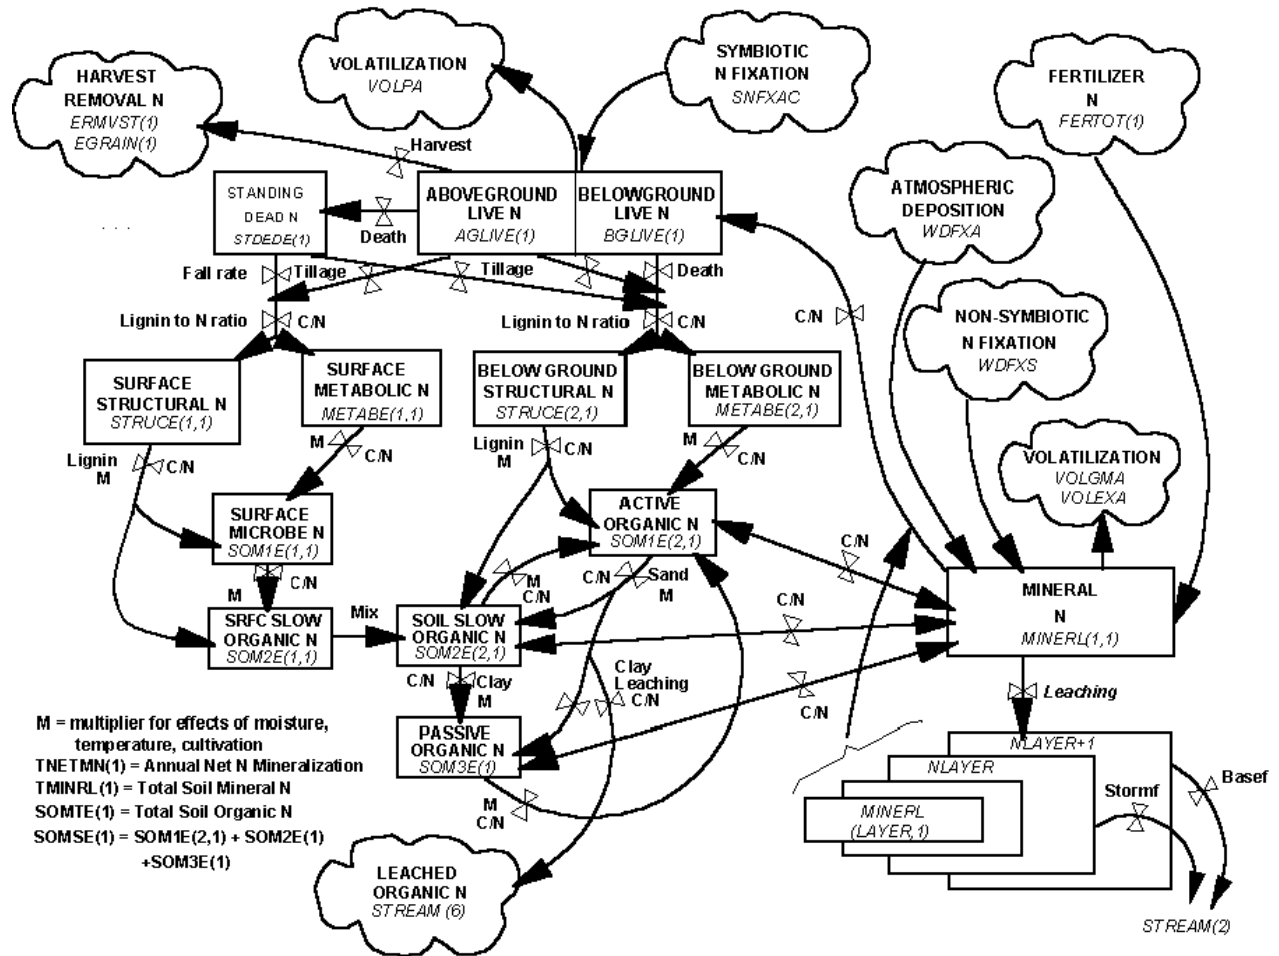 HARVEST
REMOVAL N
ERMVST(1)
EGRAIN(1)
VOLATILIZATION
VOLPA
SYMBIOTIC
N FIXATION
SNFXAC
FERTILIZER
N
FERTOT(1)
ATMOSPHERIC
DEPOSITION
WDFXA
NON-SYMBIOTIC
N FIXATION
WDFXS
VOLATILIZATION
VOLGMA
VOLEXA
Harvest
STANDING
DEAD N
STDEDE(1)
Death
ABOVEGROUND
LIVE N
AGLIVE(1)
BELOWGROUND
LIVE N
BGLIVE(1)
Fall rate
Tillage
Tillage
Death
Lignin to N ratio
C/N
Lignin to N ratio
C/N
C/N
SURFACE
STRUCTURAL N
STRUCE(1,1)
SURFACE
METABOLIC N
METABE(1,1)
BELOW GROUND
STRUCTURAL N
STRUCE(2,1)
BELOW GROUND
METABOLIC N
METABE(2,1)
Lignin
M
C/N
M
C/N
Lignin
M
C/N
M
C/N
SURFACE
MICROBE N
SOM1E(1,1)
ACTIVE
ORGANIC N
SOM1E(2,1)
C/N
M
M
C/N
C/N
Sand
M
C/N
C/N
SRFC SLOW
ORGANIC N
SOM2E(1,1)
Mix
SOIL SLOW
ORGANIC N
SOM2E(2,1)
MINERAL
N
MINERL(1,1)
C/N
Clay
M
Clay
Leaching
C/N
C/N
Leaching
PASSIVE
ORGANIC N
SOM3E(1)
M
C/N
M = multiplier for effects of moisture,
temperature, cultivation
TNETMN(1) = Annual Net N Mineralization
TMINRL(1) = Total Soil Mineral N
SOMTE(1) = Total Soil Organic N
SOMSE(1) = SOM1E(2,1) + SOM2E(1)
+SOM3E(1)
LEACHED
ORGANIC N
STREAM (6)
NLAYER+1
NLAYER
MINERL
(LAYER,1)
Stormf
Basef
STREAM(2)